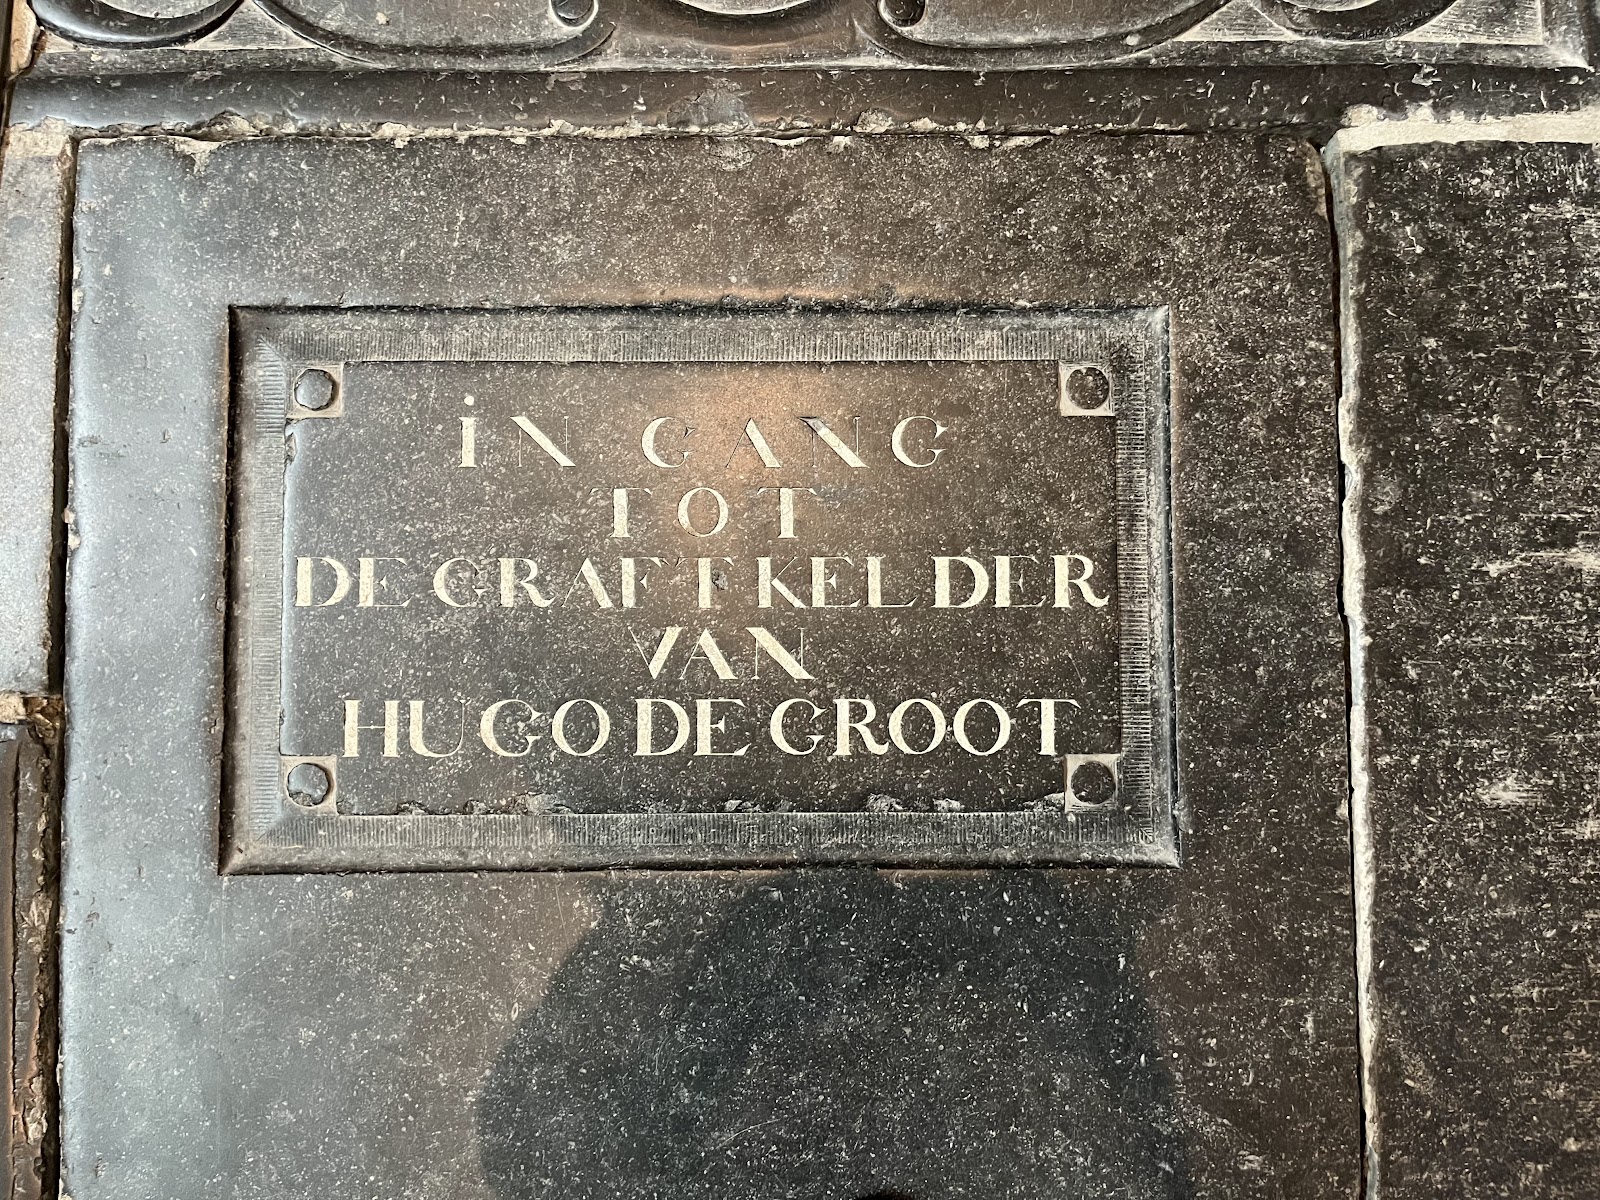 iN GANG
TOT
DE GRAFTKELDER
VAN
HUGO DE GROOT